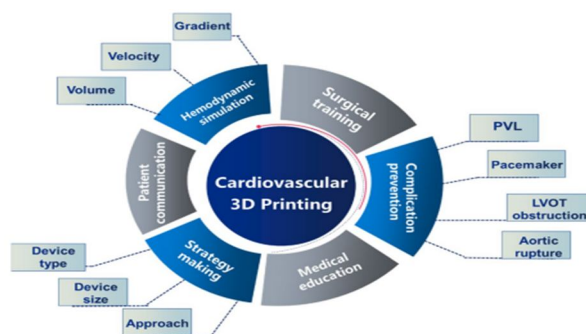 Gradient
Velocity
Volume
Hemodynamic
simulation
Surgical
training
Complication
prevention
PVL
Pacemaker
LVOT
obstruction
Aortic
rupture
Patient
communication
Cardiovascular
3D Printing
Strategy
making
Medical
education
Device
type
Device
size
Approach